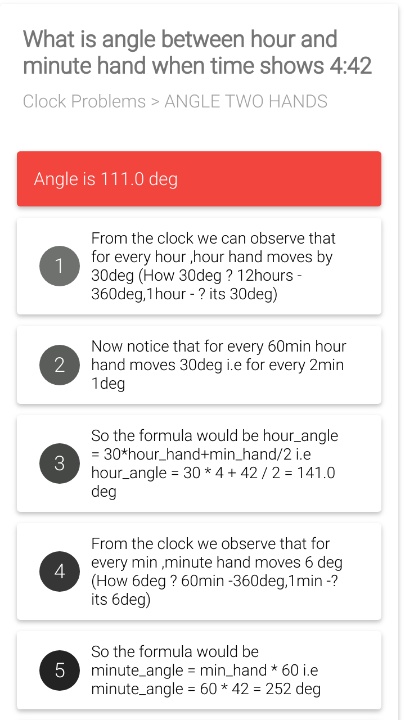 What is angle between hour and
minute hand when time shows 4:42
Clock Problems > ANGLE TWO HANDS
Angle is 111.0 deg
1
From the clock we can observe that
for every hour ,hour hand moves by
30deg (How 30deg ? 12hours -
360deg,1hour - ? its 30deg)
2
Now notice that for every 60min hour
hand moves 30deg i.e for every 2min
1deg
3
So the formula would be hour_angle
= 30*hour_hand+min_hand/2 i.e
hour_angle = 30 * 4 + 42 / 2 = 141.0
deg
4
From the clock we observe that for
every min ,minute hand moves 6 deg
(How 6deg ? 60min -360deg,1min -?
its 6deg)
5
So the formula would be
minute_angle = min_hand * 60 i.e
minute_angle = 60 * 42 = 252 deg